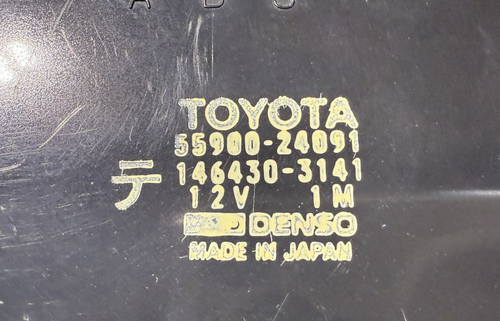 A B C
TOYOTA
55900-24091
テ 146430-3141
12V 1M
DENSO
MADE IN JAPAN